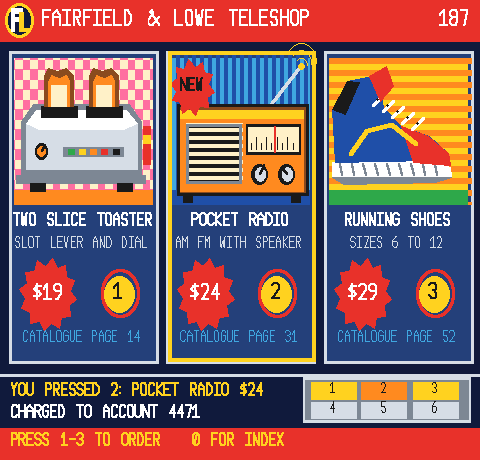 FL FAIRFIELD & LOWE TELESHOP 187
TWO SLICE TOASTER
SLOT LEVER AND DIAL
$19 1
CATALOGUE PAGE 14
NEW
POCKET RADIO
AM FM WITH SPEAKER
$24 2
CATALOGUE PAGE 31
RUNNING SHOES
SIZES 6 TO 12
$29 3
CATALOGUE PAGE 52
YOU PRESSED 2: POCKET RADIO $24
CHARGED TO ACCOUNT 4471
1 2 3
4 5 6
PRESS 1-3 TO ORDER 0 FOR INDEX